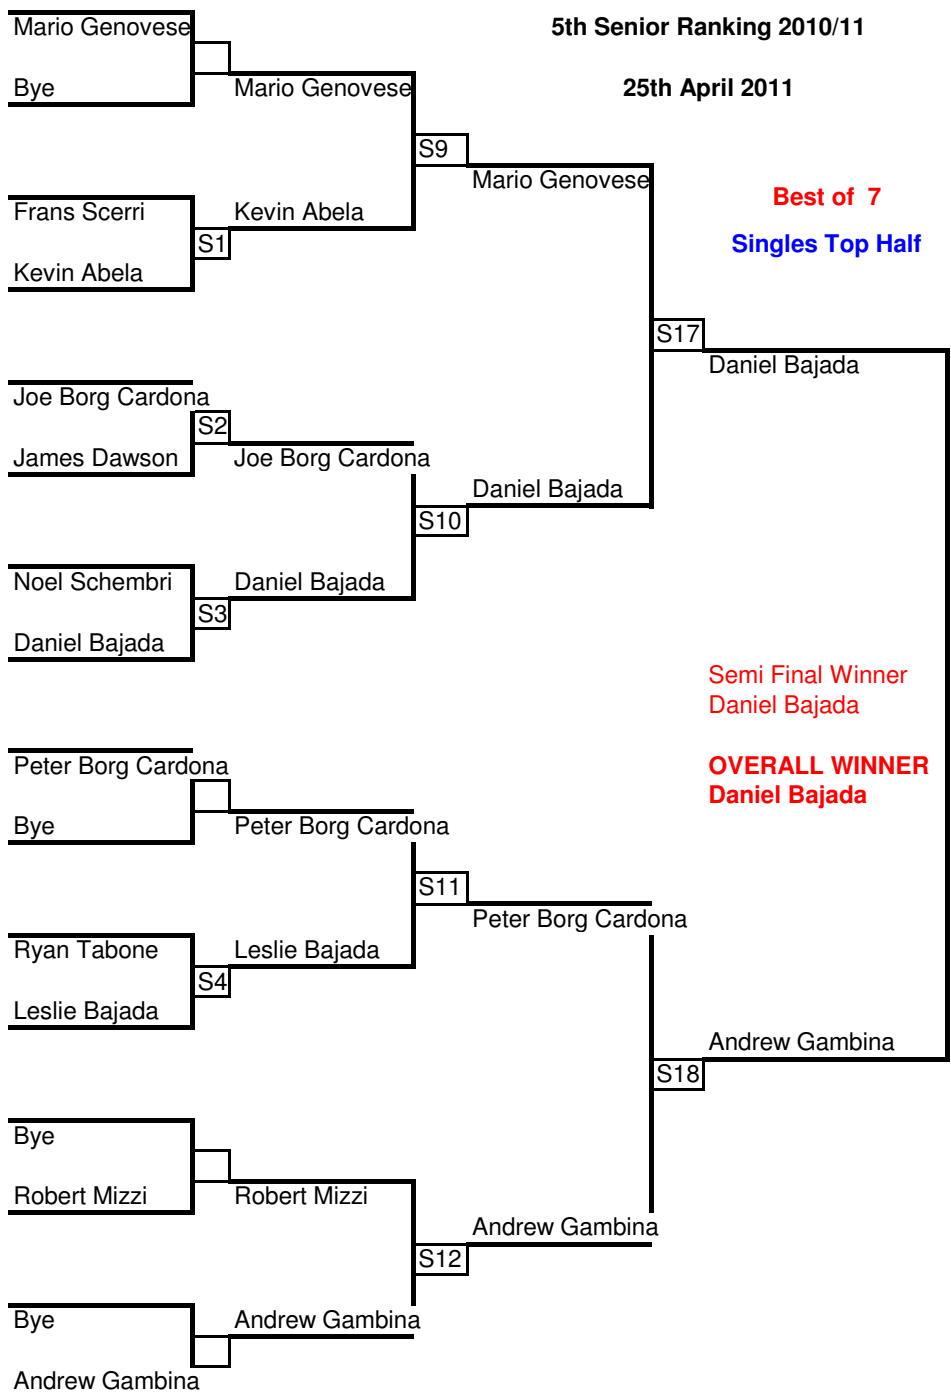 Mario Genovese
5th Senior Ranking 2010/11
Bye
Mario Genovese
25th April 2011
S9
Mario Genovese
Best of 7
Frans Scerri
Kevin Abela
S1
Singles Top Half
Kevin Abela
S17
Daniel Bajada
Joe Borg Cardona
S2
James Dawson
Joe Borg Cardona
Daniel Bajada
S10
Noel Schembri
Daniel Bajada
S3
Daniel Bajada
Semi Final Winner
Daniel Bajada
Peter Borg Cardona
OVERALL WINNER
Daniel Bajada
Bye
Peter Borg Cardona
S11
Peter Borg Cardona
Ryan Tabone
Leslie Bajada
S4
Leslie Bajada
Andrew Gambina
S18
Bye
Robert Mizzi
Robert Mizzi
Andrew Gambina
S12
Bye
Andrew Gambina
Andrew Gambina